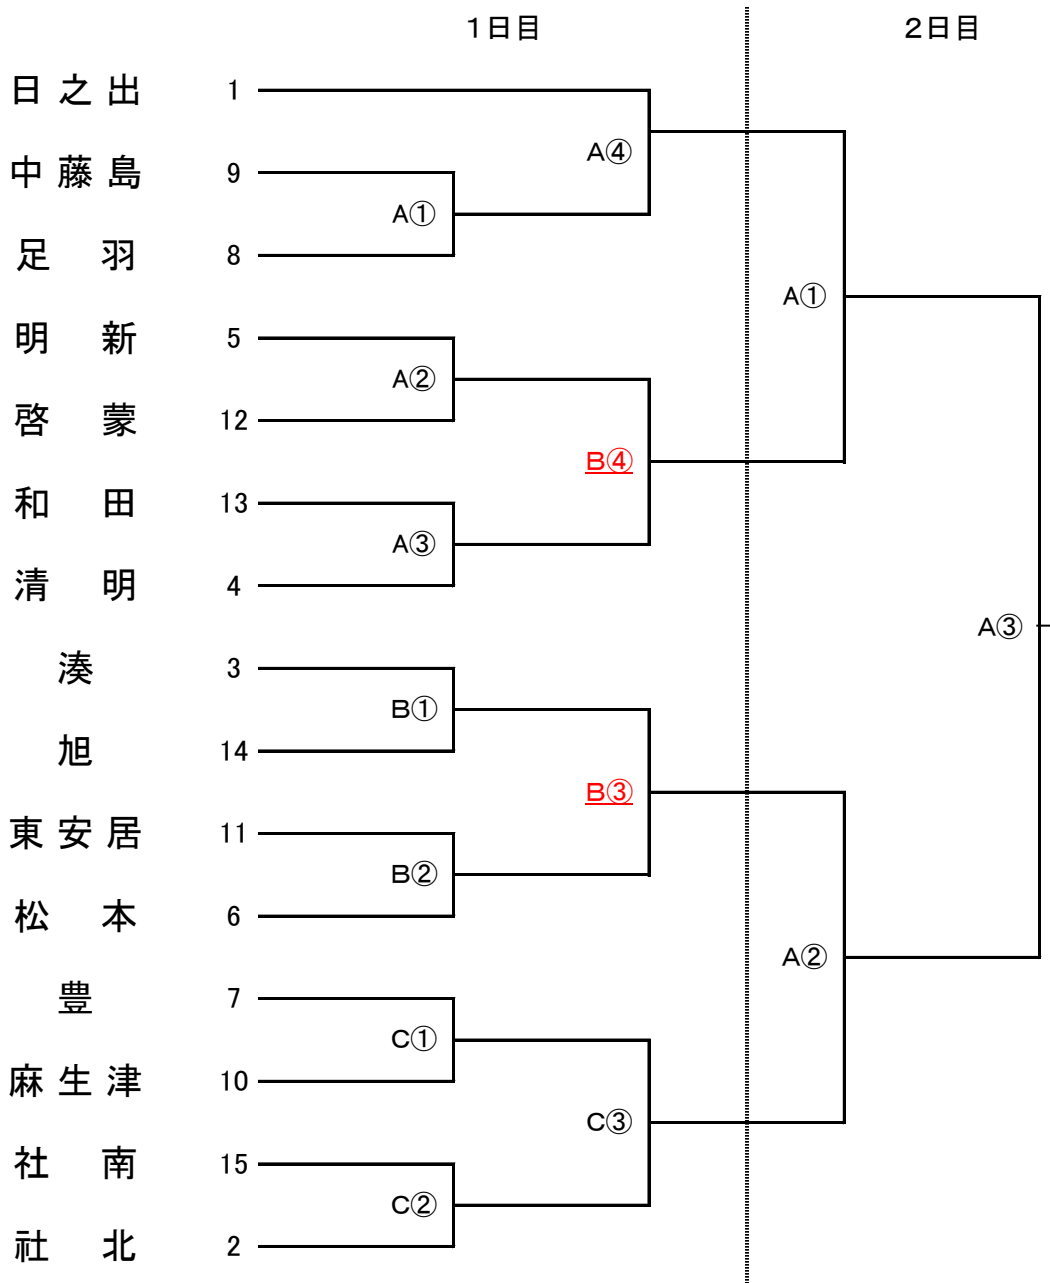 1日目
2日目
日之出 1
A④
中藤島 9
A①
足羽 8
A①
明新 5
A②
啓蒙 12
B④
和田 13
A③
清明 4
A③
湊 3
B①
旭 14
B③
東安居 11
B②
松本 6
A②
豊 7
C①
麻生津 10
C③
社南 15
C②
社北 2